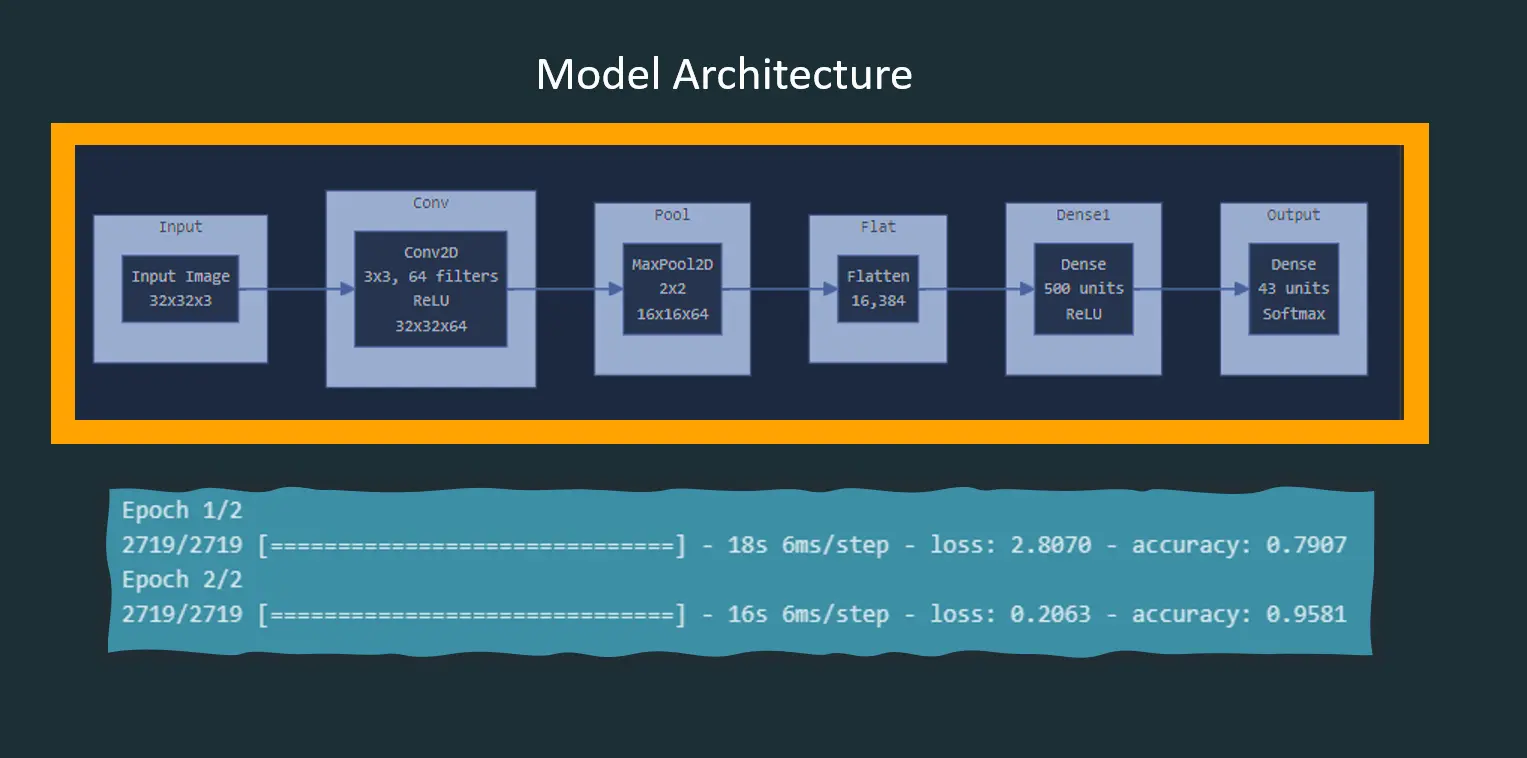 Model Architecture
Input
Input Image
32x32x3
Conv
Conv2D
3x3, 64 filters
ReLU
32x32x64
Pool
MaxPool2D
2x2
16x16x64
Flat
Flatten
16,384
Dense1
Dense
500 units
ReLU
Output
Dense
43 units
Softmax
Epoch 1/2
2719/2719 [==============================] - 18s 6ms/step - loss: 2.8070 - accuracy: 0.7907
Epoch 2/2
2719/2719 [==============================] - 16s 6ms/step - loss: 0.2063 - accuracy: 0.9581